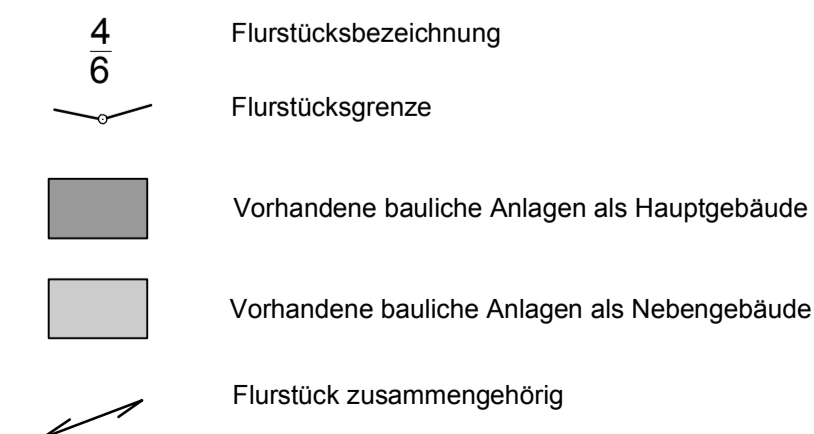 4 Flurstücksbezeichnung
6
Flurstücksgrenze
Vorhandene bauliche Anlagen als Hauptgebäude
Vorhandene bauliche Anlagen als Nebengebäude
Flurstück zusammengehörig